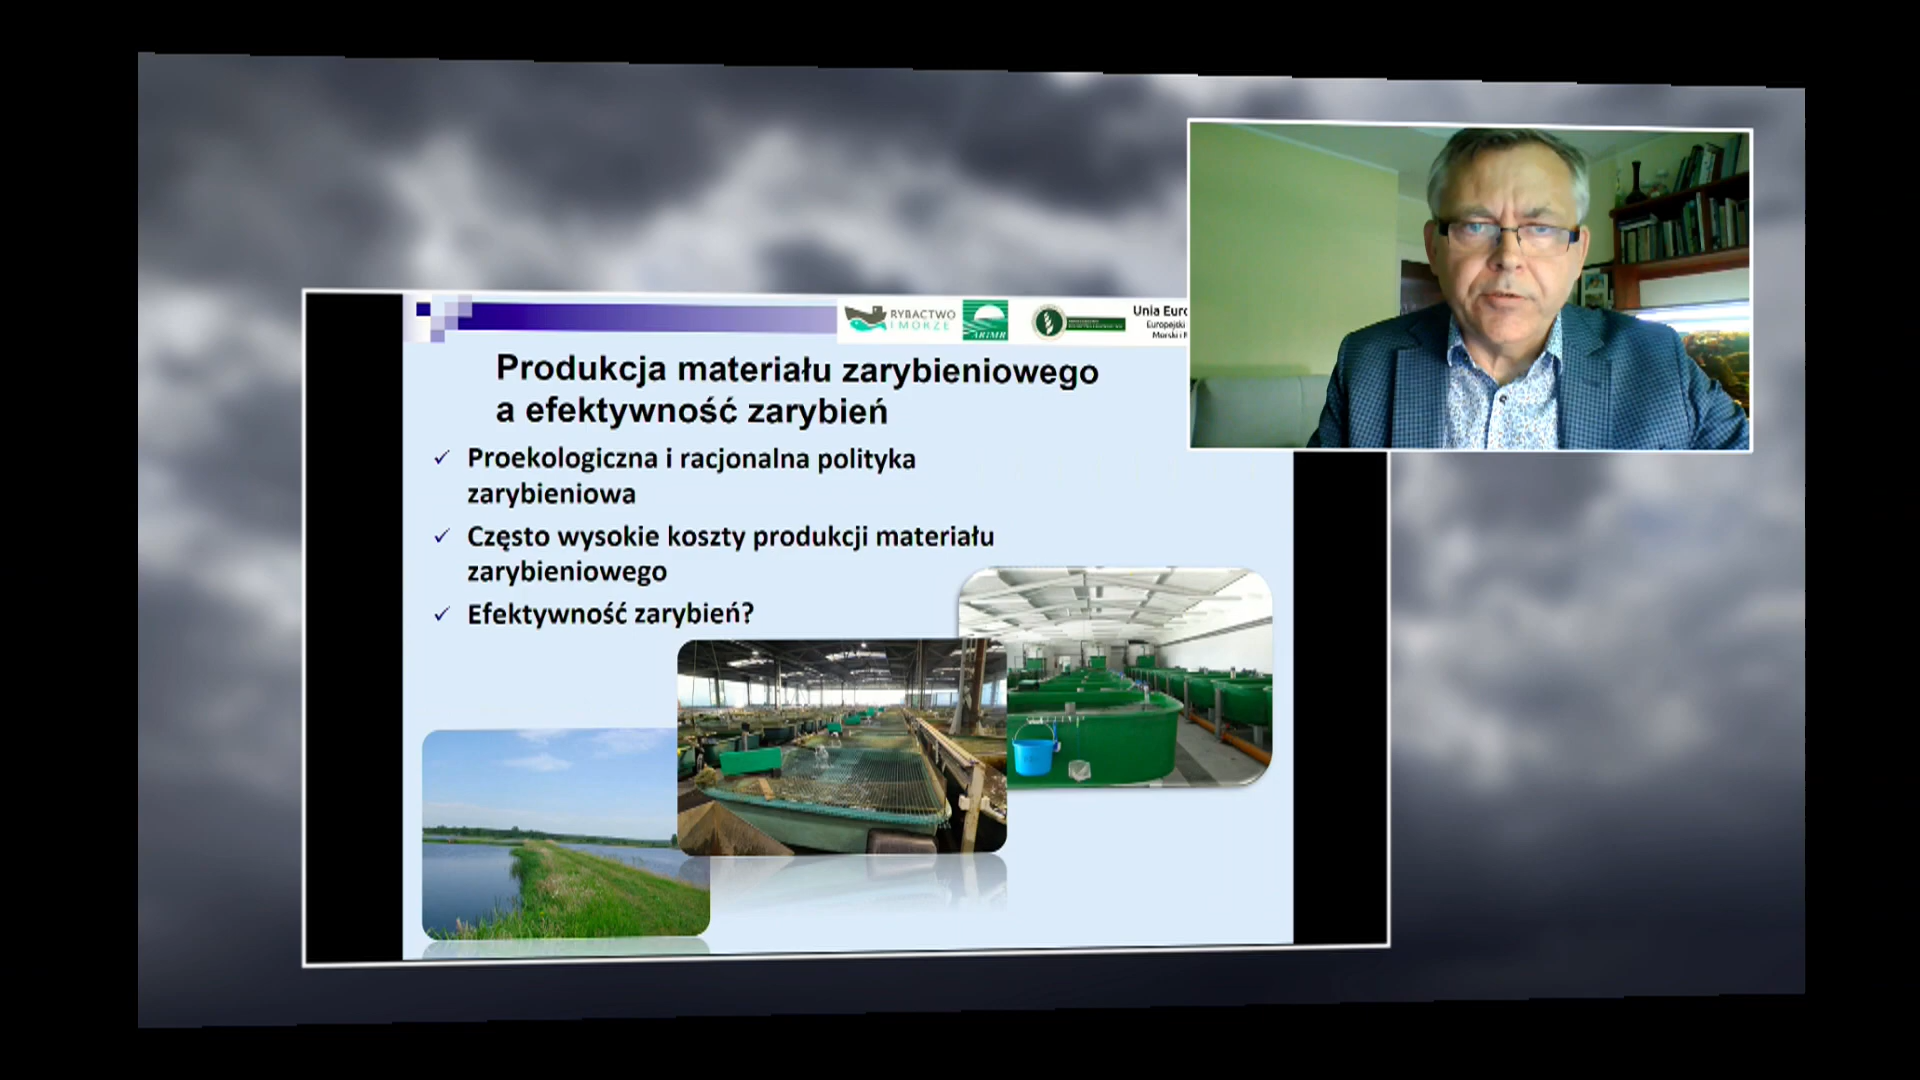 RYBACTWO
I MORZE
ARiMR
Unia Euro
Europejski
Morski i R
Produkcja materiału zarybieniowego
a efektywność zarybień
Proekologiczna i racjonalna polityka
zarybieniowa
Często wysokie koszty produkcji materiału
zarybieniowego
Efektywność zarybień?